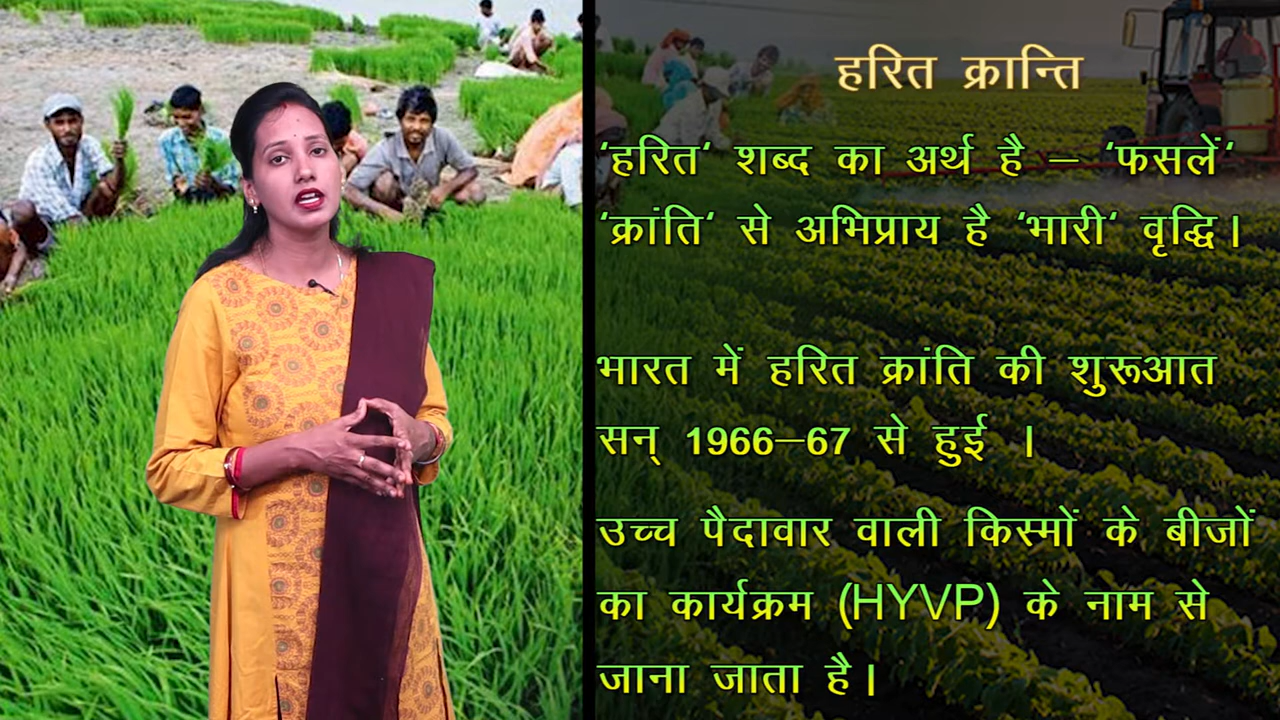 हरित क्रान्ति
‘हरित‘ शब्द का अर्थ है – ‘फसलें‘
‘क्रांति‘ से अभिप्राय है ‘भारी‘ वृद्धि।
भारत में हरित क्रांति की शुरूआत
सन् 1966–67 से हुई ।
उच्च पैदावार वाली किस्मों के बीजों
का कार्यक्रम (HYVP) के नाम से
जाना जाता है।